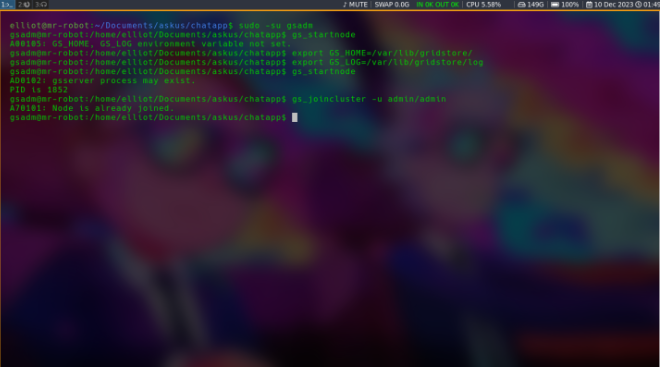 MUTE SWAP 0.0G IN 0K OUT 0K CPU 5.58% 149G 100% 10 Dec 2023 01:45
elliot@mr-robot:~/Documents/askus/chatapp$ sudo -su gsadm
gsadm@mr-robot:/home/elliot/Documents/askus/chatapp$ gs_startnode
A00105: GS_HOME, GS_LOG environment variable not set.
gsadm@mr-robot:/home/elliot/Documents/askus/chatapp$ export GS_HOME=/var/lib/gridstore/
gsadm@mr-robot:/home/elliot/Documents/askus/chatapp$ export GS_LOG=/var/lib/gridstore/log
gsadm@mr-robot:/home/elliot/Documents/askus/chatapp$ gs_startnode
AD0102: gsserver process may exist.
PID is 1852
gsadm@mr-robot:/home/elliot/Documents/askus/chatapp$ gs_joincluster -u admin/admin
A70101: Node is already joined.
gsadm@mr-robot:/home/elliot/Documents/askus/chatapp$